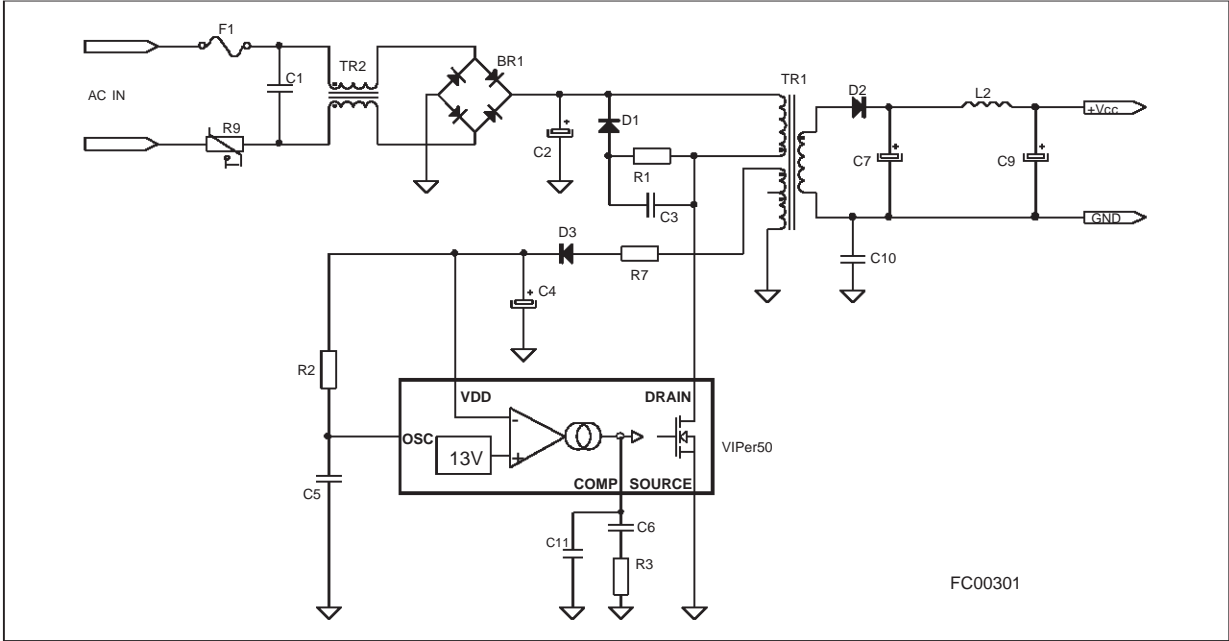 F1
AC IN
C1
TR2
BR1
R9
C2
D1
R1
C3
TR1
D2
L2
+Vcc
C7
C9
GND
C10
D3
R7
C4
R2
VDD
DRAIN
OSC
-
13V
+
VIPer50
COMP
SOURCE
C5
C11
C6
R3
FC00301